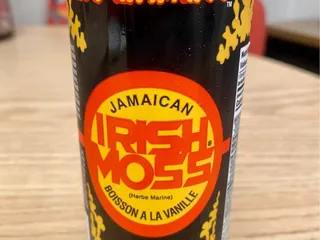 JAMAICAN
IRISH
MOSS
(Herbe Marine)
BOISSON A LA VANILLE